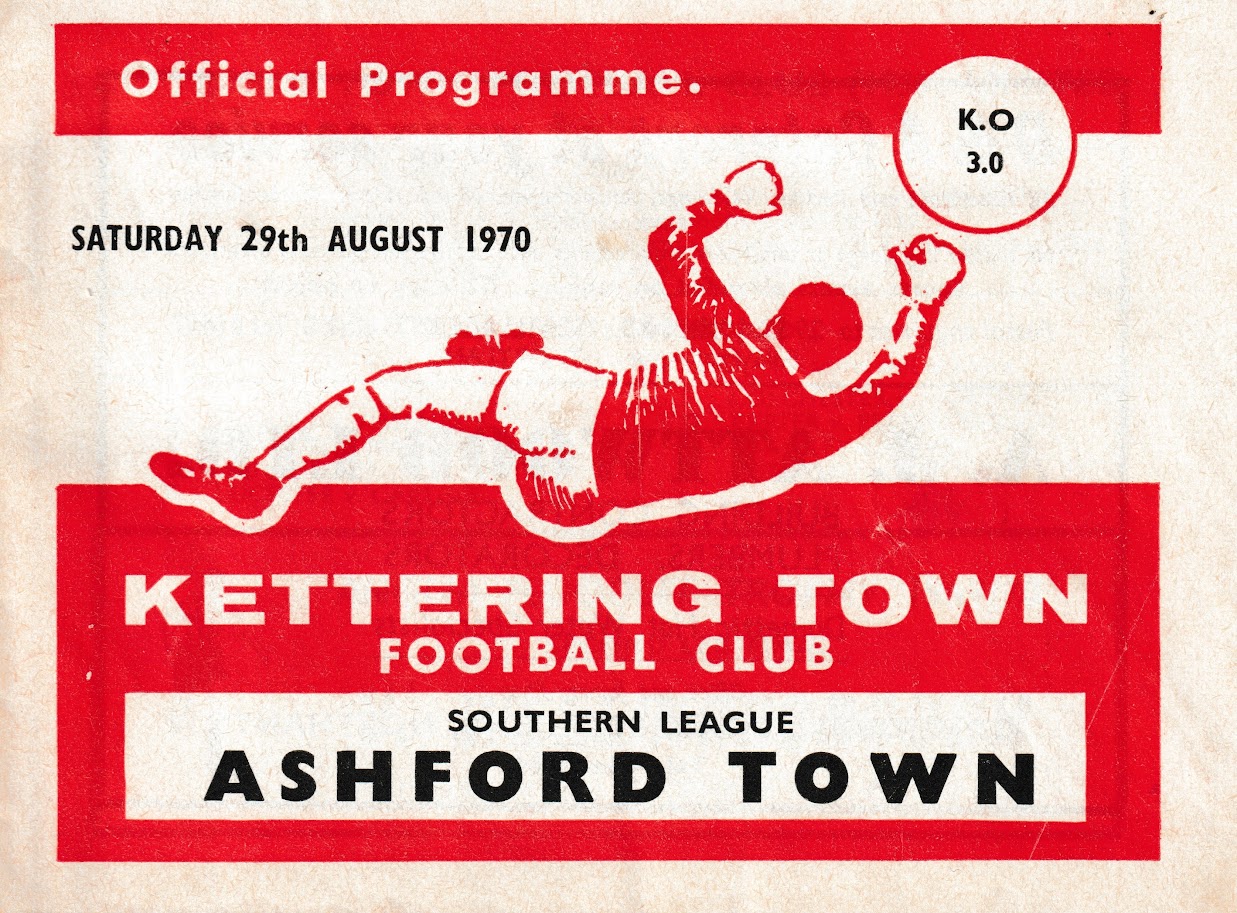 Official Programme.
K.O
3.0
SATURDAY 29th AUGUST 1970
KETTERING TOWN
FOOTBALL CLUB
SOUTHERN LEAGUE
ASHFORD TOWN